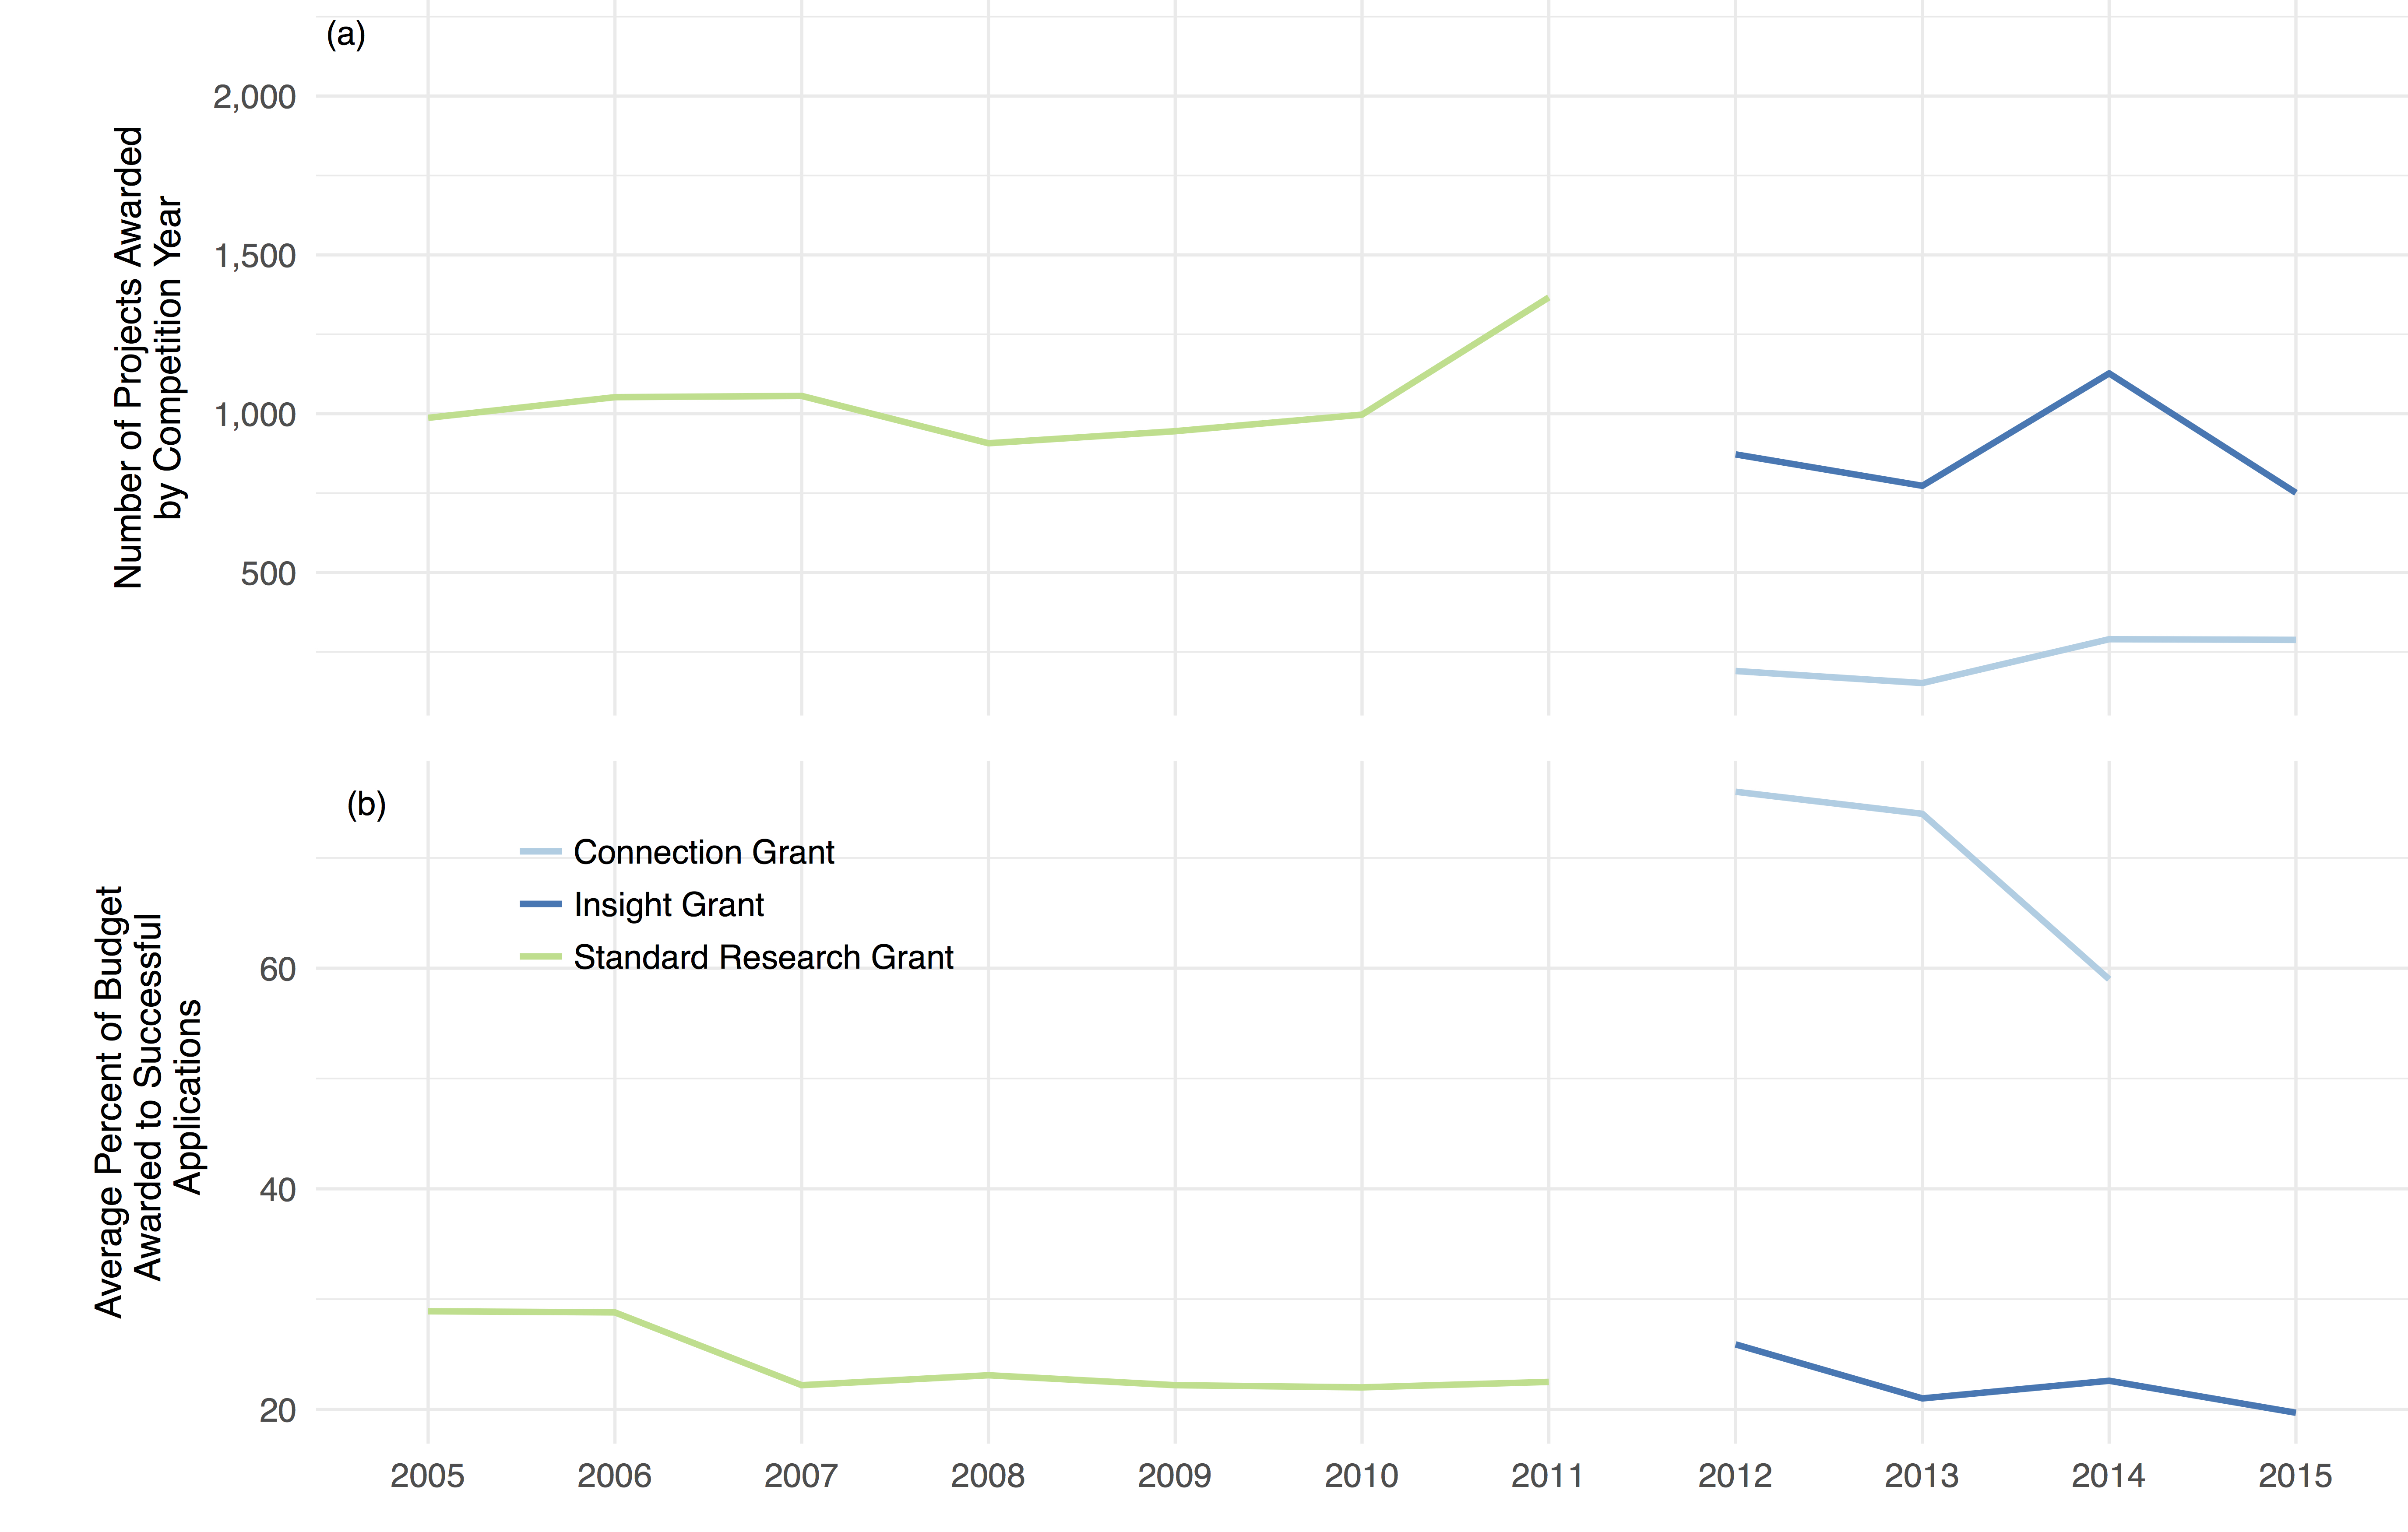 (a)
2,000
1,500
1,000
500
Number of Projects Awarded
by Competition Year
(b)
Connection Grant
Insight Grant
Standard Research Grant
60
40
20
Average Percent of Budget
Awarded to Successful
Applications
2005 2006 2007 2008 2009 2010 2011 2012 2013 2014 2015